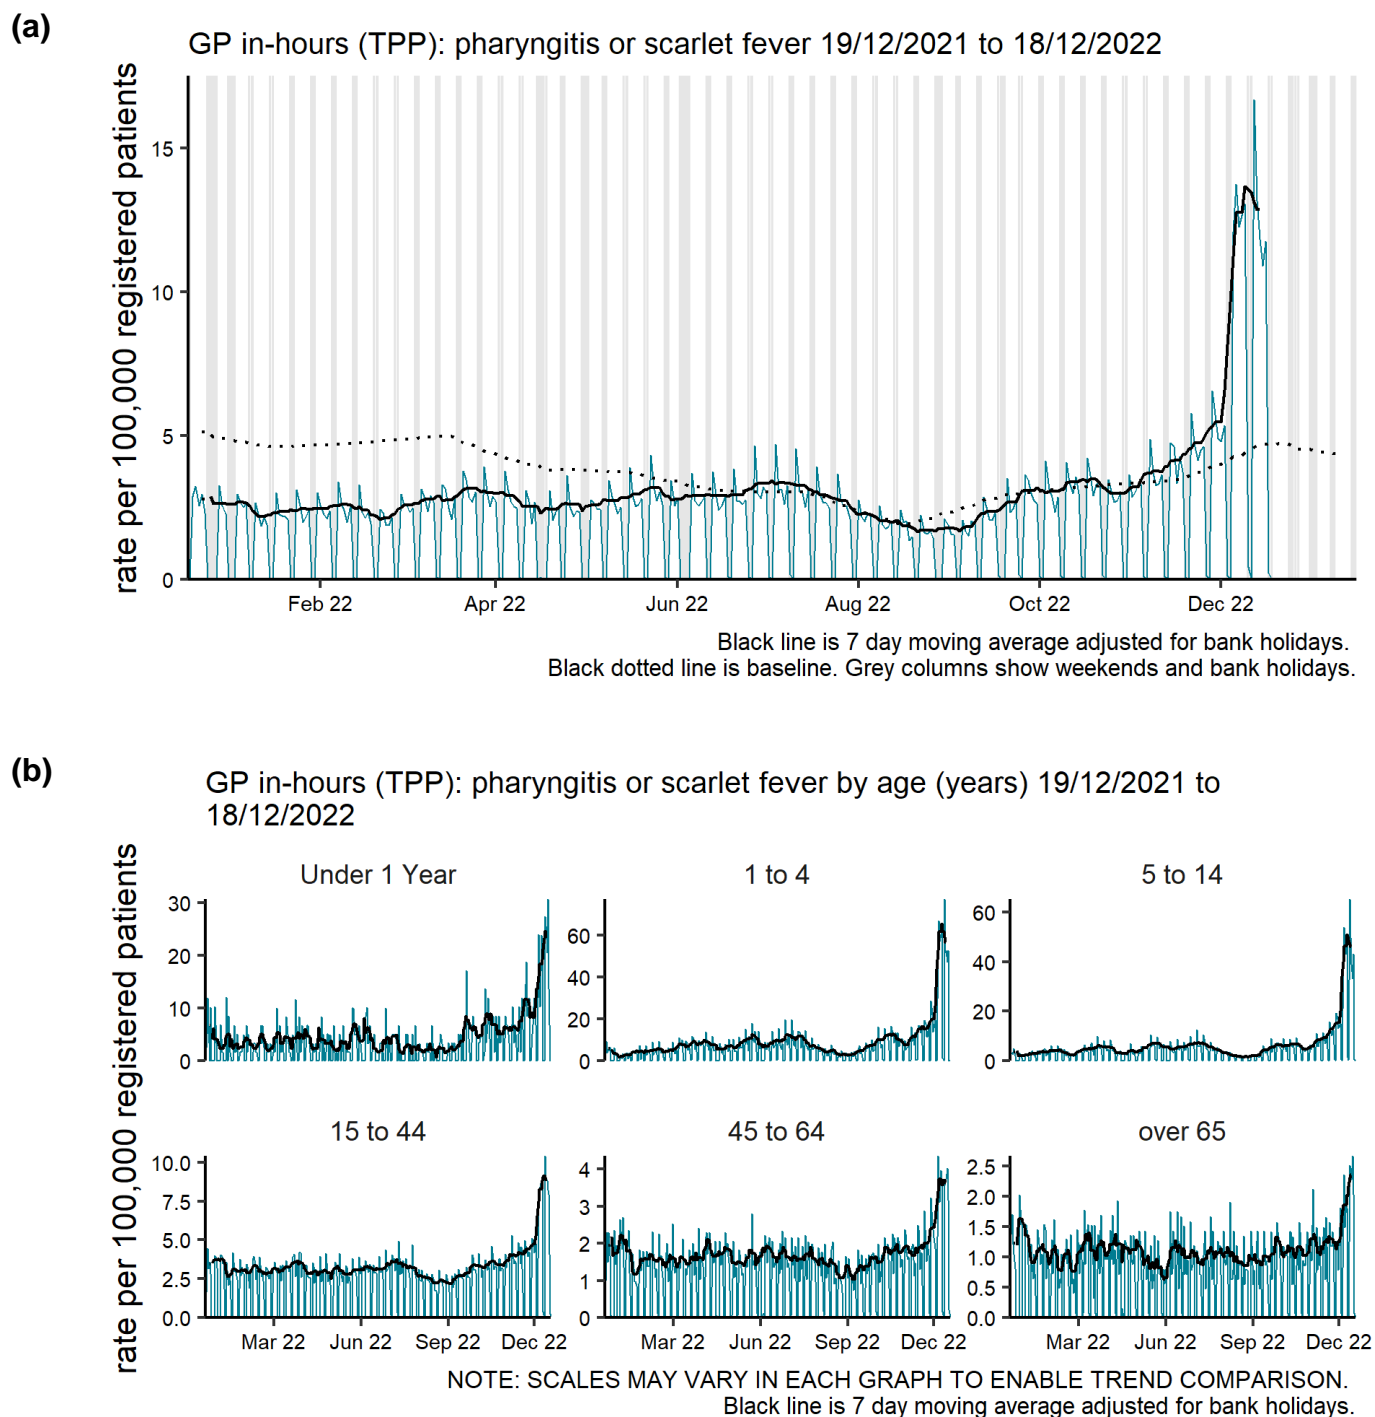 (a)
GP in-hours (TPP): pharyngitis or scarlet fever 19/12/2021 to 18/12/2022
rate per 100,000 registered patients
15
10
5
0
Feb 22 Apr 22 Jun 22 Aug 22 Oct 22 Dec 22
Black line is 7 day moving average adjusted for bank holidays.
Black dotted line is baseline. Grey columns show weekends and bank holidays.
(b)
GP in-hours (TPP): pharyngitis or scarlet fever by age (years) 19/12/2021 to
18/12/2022
rate per 100,000 registered patients
Under 1 Year
30
20
10
0
1 to 4
60
40
20
0
5 to 14
60
40
20
0
15 to 44
10.0
7.5
5.0
2.5
0.0
Mar 22 Jun 22 Sep 22 Dec 22
45 to 64
4
3
2
1
0
Mar 22 Jun 22 Sep 22 Dec 22
over 65
2.5
2.0
1.5
1.0
0.5
0.0
Mar 22 Jun 22 Sep 22 Dec 22
NOTE: SCALES MAY VARY IN EACH GRAPH TO ENABLE TREND COMPARISON.
Black line is 7 day moving average adjusted for bank holidays.